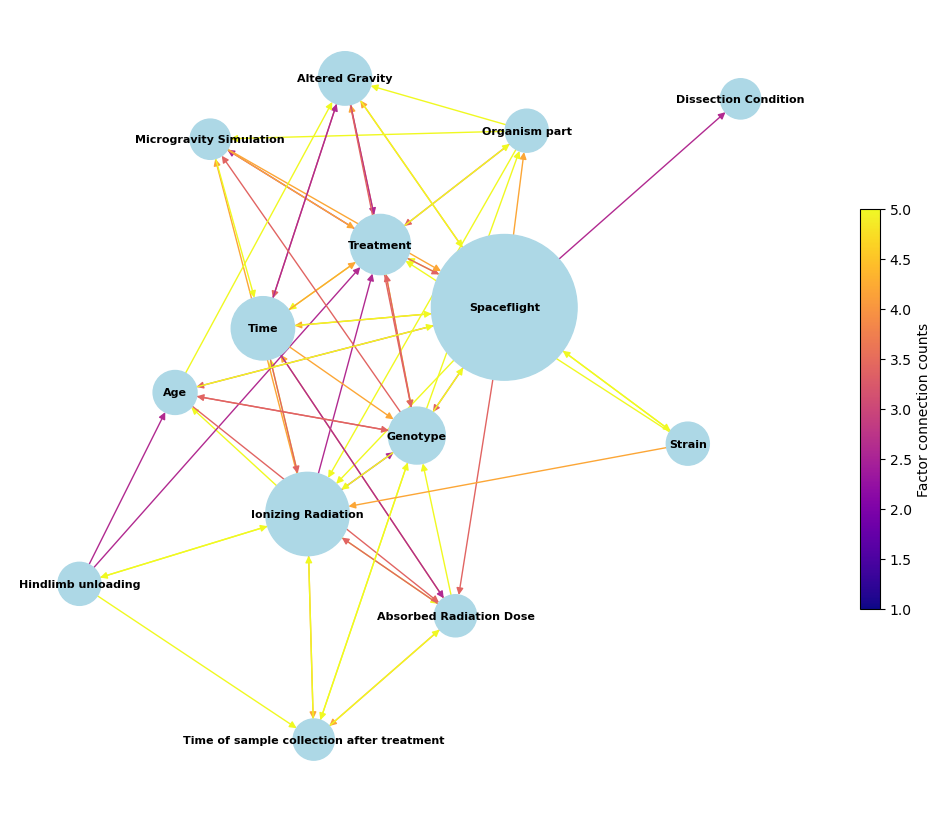 Altered Gravity
Dissection Condition
Organism part
Microgravity Simulation
Treatment
Spaceflight
Time
Age
Genotype
Strain
Ionizing Radiation
Hindlimb unloading
Absorbed Radiation Dose
Time of sample collection after treatment
5.0
4.5
4.0
3.5
3.0
2.5
2.0
1.5
1.0
Factor connection counts